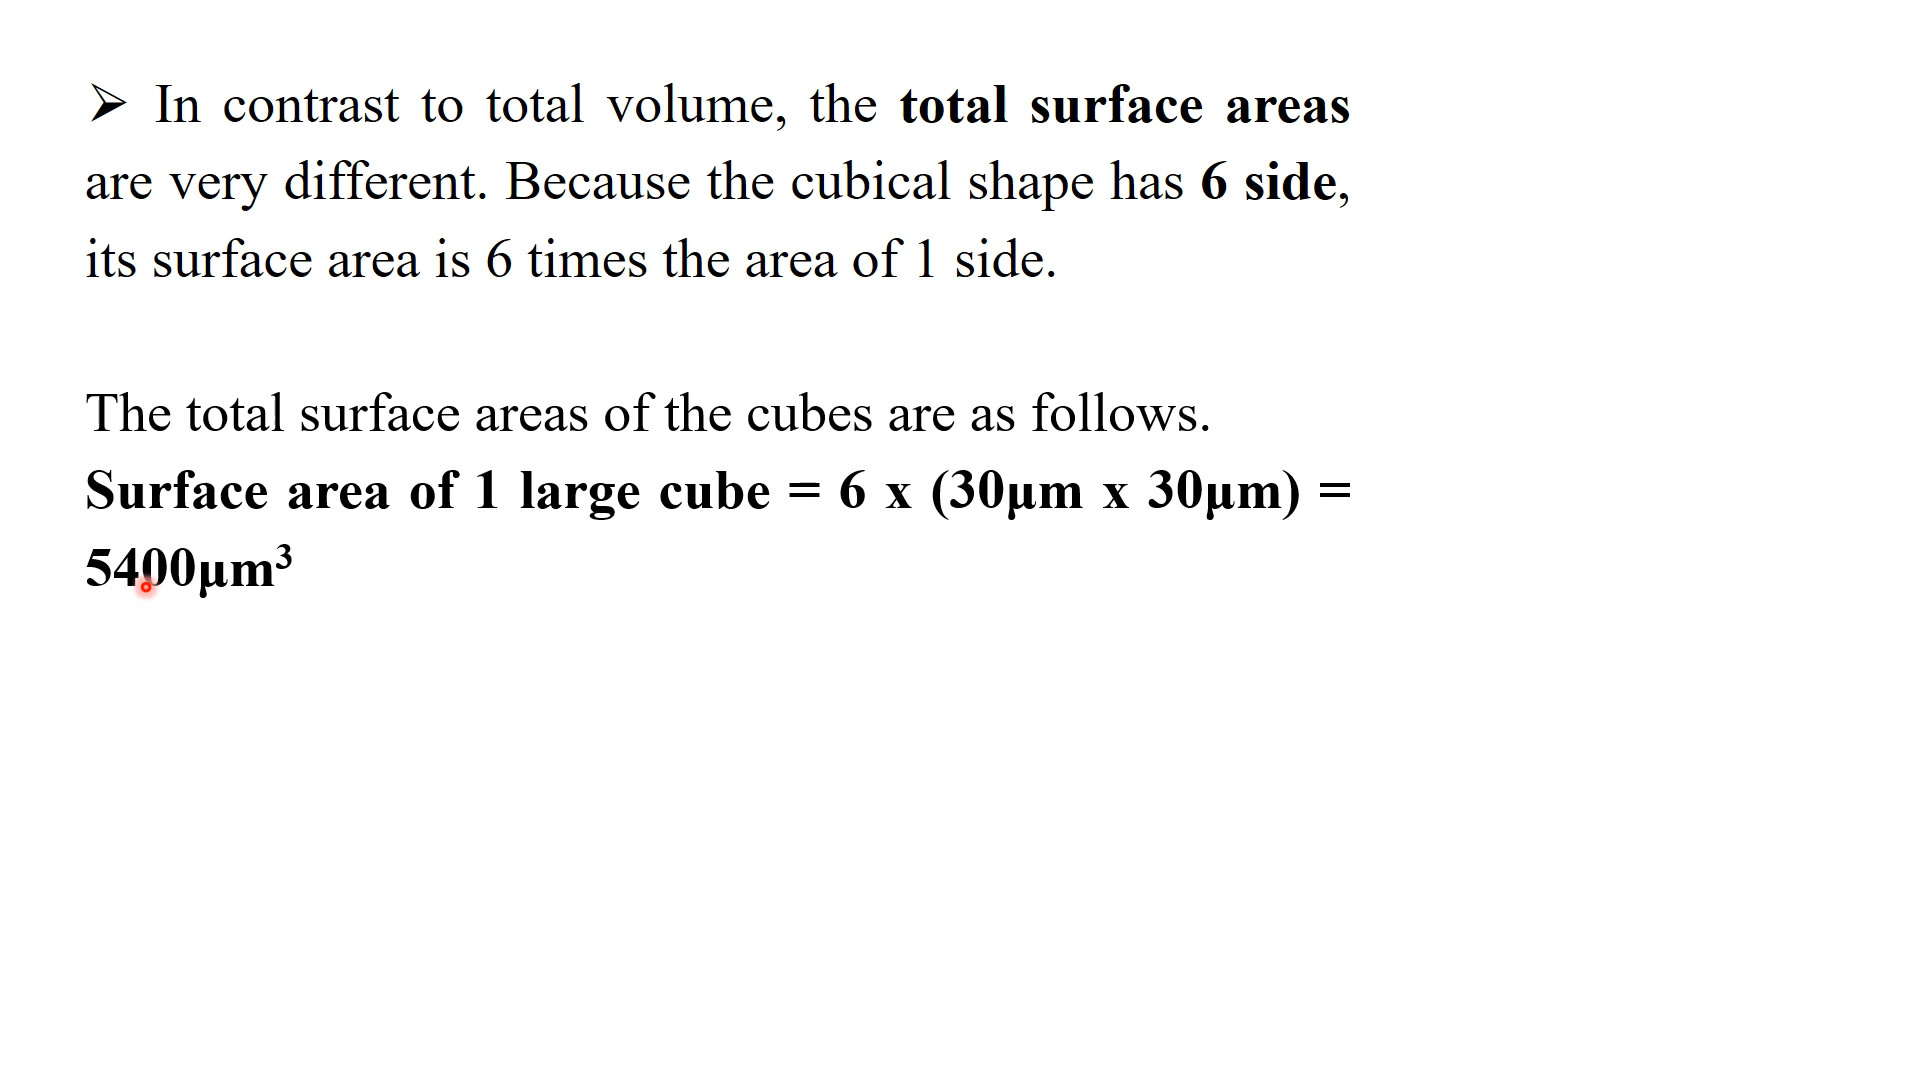 ➢ In contrast to total volume, the total surface areas
are very different. Because the cubical shape has 6 side,
its surface area is 6 times the area of 1 side.
The total surface areas of the cubes are as follows.
Surface area of 1 large cube = 6 x (30µm x 30µm) =
5400µm³